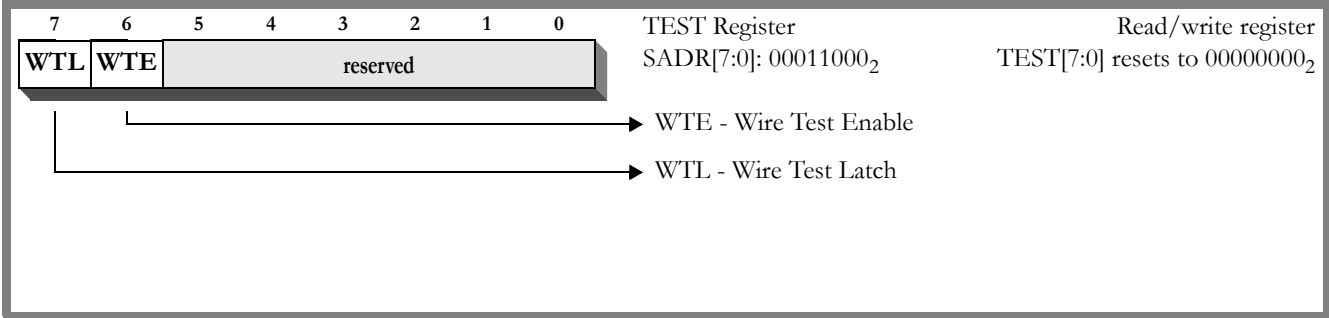 7 6 5 4 3 2 1 0 TEST Register Read/write register
WTL WTE reserved SADR[7:0]: 00011000₂ TEST[7:0] resets to 00000000₂
WTE - Wire Test Enable
WTL - Wire Test Latch